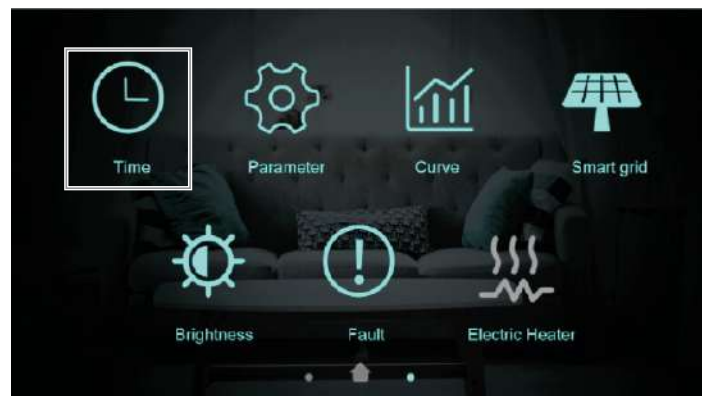 Time
Parameter
Curve
Smart grid
Brightness
Fault
Electric Heater